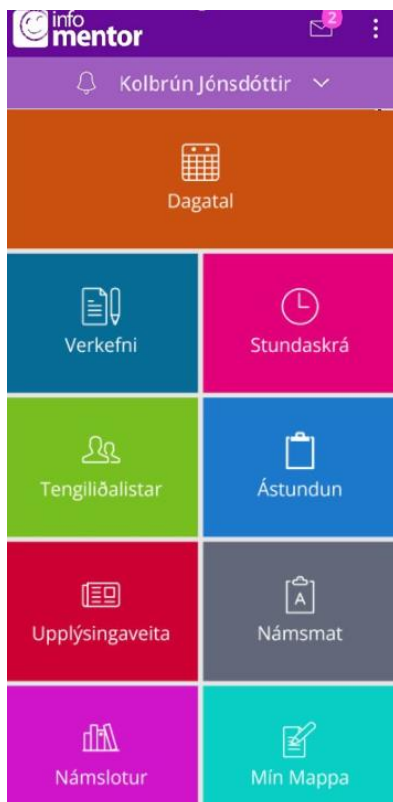 info
mentor
2
Kolbrún Jónsdóttir
Dagatal
Verkefni
Stundaskrá
Tengiliðalistar
Ástundun
Upplýsingaveita
A
Námsmat
Námslotur
Mín Mappa